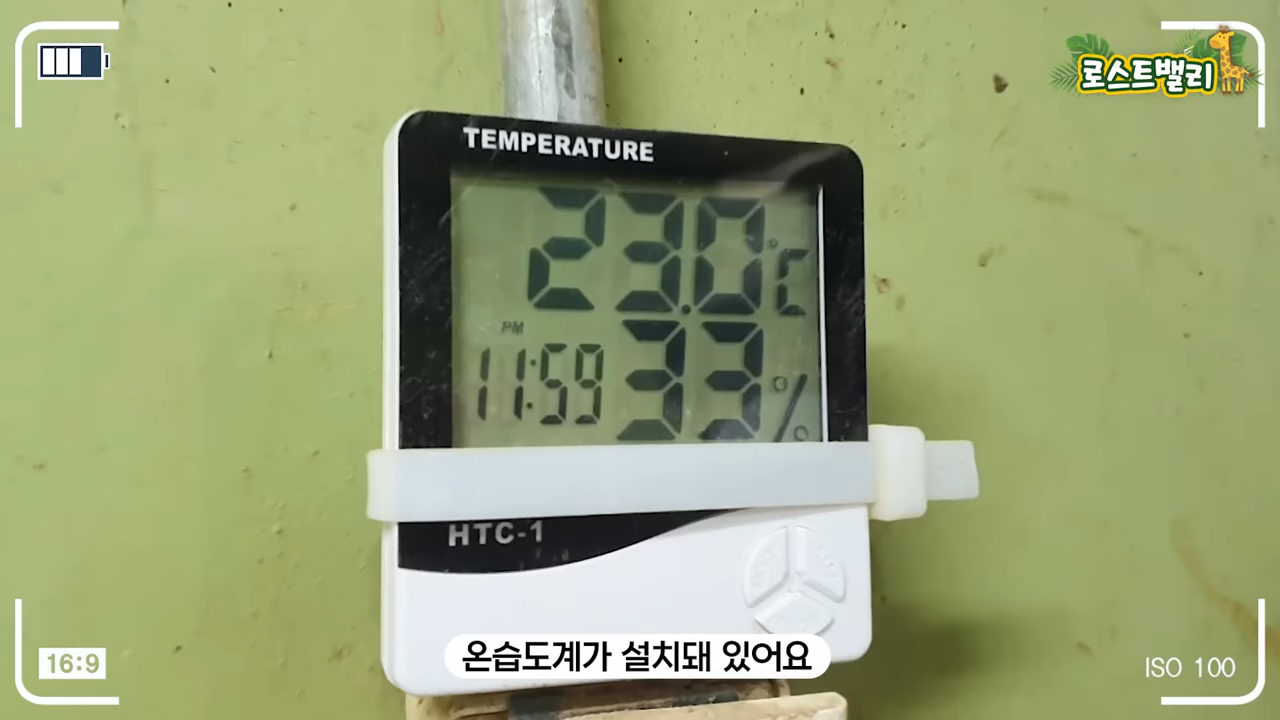 로스트밸리
TEMPERATURE
23.0°C
PM
11:59
33%
HTC-1
온습도계가 설치돼 있어요
16:9
ISO 100